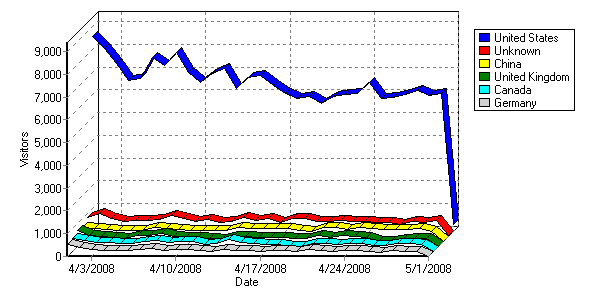 9,000
8,000
7,000
6,000
5,000
4,000
3,000
2,000
1,000
0
Visitors
4/3/2008 4/10/2008 4/17/2008 4/24/2008 5/1/2008
Date
United States
Unknown
China
United Kingdom
Canada
Germany